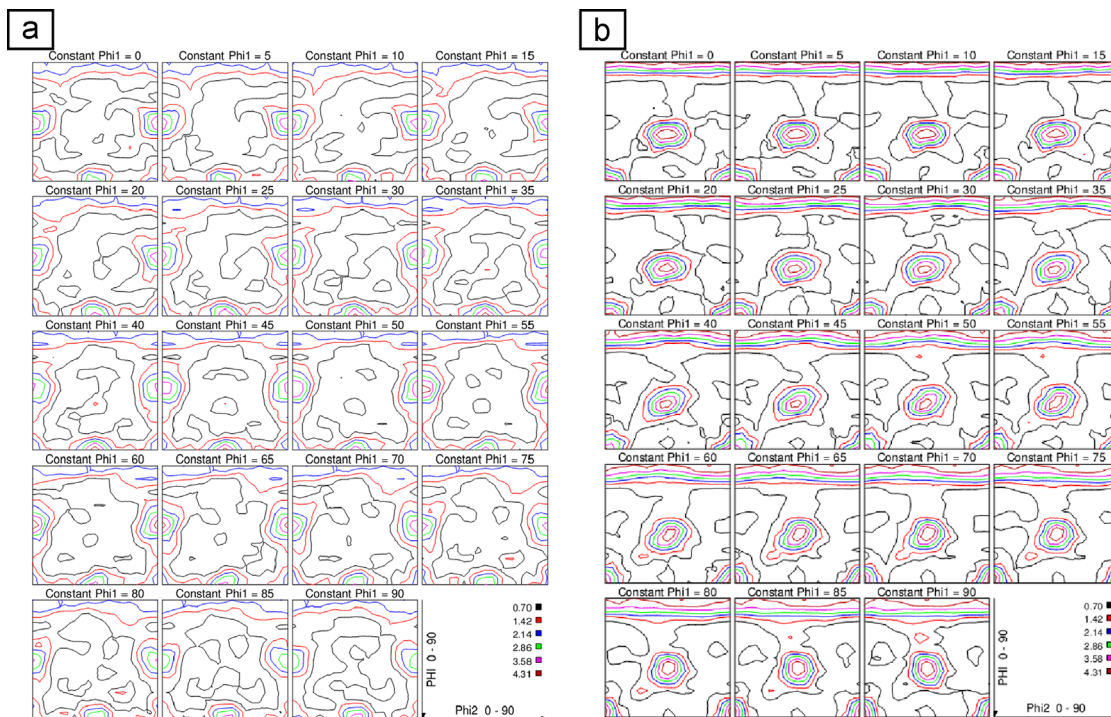 a
Constant Phi1 = 0 Constant Phi1 = 5 Constant Phi1 = 10 Constant Phi1 = 15
Constant Phi1 = 20 Constant Phi1 = 25 Constant Phi1 = 30 Constant Phi1 = 35
Constant Phi1 = 40 Constant Phi1 = 45 Constant Phi1 = 50 Constant Phi1 = 55
Constant Phi1 = 60 Constant Phi1 = 65 Constant Phi1 = 70 Constant Phi1 = 75
Constant Phi1 = 80 Constant Phi1 = 85 Constant Phi1 = 90
0.70
1.42
2.14
2.86
3.58
4.31
PHI 0 - 90
Phi2 0 - 90
b
Constant Phi1 = 0 Constant Phi1 = 5 Constant Phi1 = 10 Constant Phi1 = 15
Constant Phi1 = 20 Constant Phi1 = 25 Constant Phi1 = 30 Constant Phi1 = 35
Constant Phi1 = 40 Constant Phi1 = 45 Constant Phi1 = 50 Constant Phi1 = 55
Constant Phi1 = 60 Constant Phi1 = 65 Constant Phi1 = 70 Constant Phi1 = 75
Constant Phi1 = 80 Constant Phi1 = 85 Constant Phi1 = 90
0.70
1.42
2.14
2.86
3.58
4.31
PHI 0 - 90
Phi2 0 - 90